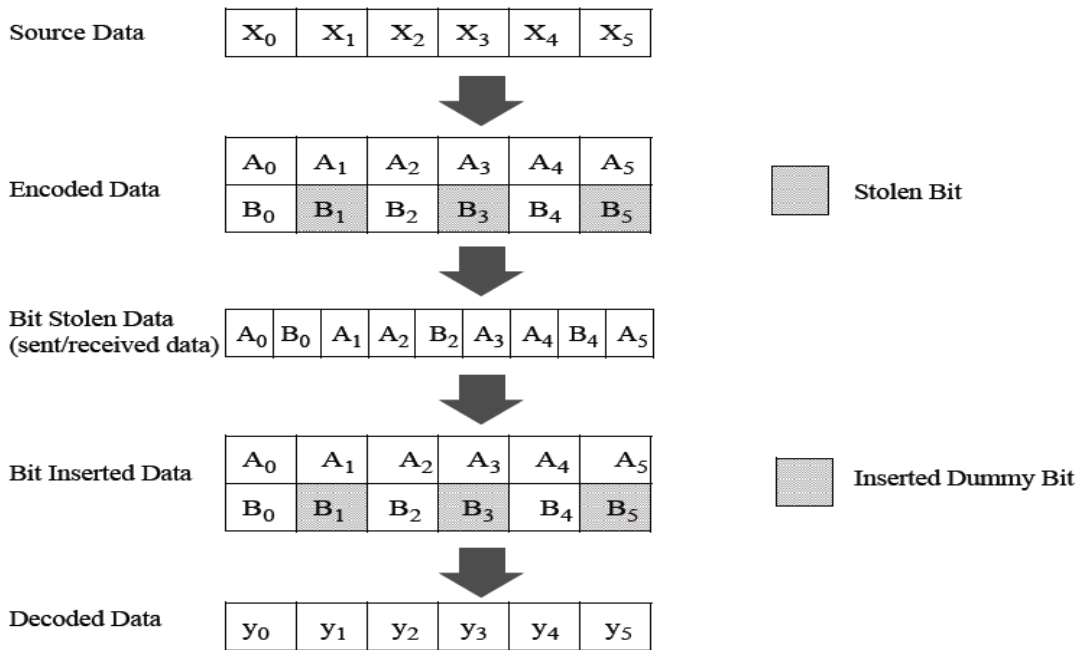 Source Data X₀ X₁ X₂ X₃ X₄ X₅
A₀ A₁ A₂ A₃ A₄ A₅
Encoded Data
B₀ B₁ B₂ B₃ B₄ B₅
Stolen Bit
Bit Stolen Data
(sent/received data)
A₀ B₀ A₁ A₂ B₂ A₃ A₄ B₄ A₅
A₀ A₁ A₂ A₃ A₄ A₅
Bit Inserted Data
B₀ B₁ B₂ B₃ B₄ B₅
Inserted Dummy Bit
Decoded Data y₀ y₁ y₂ y₃ y₄ y₅